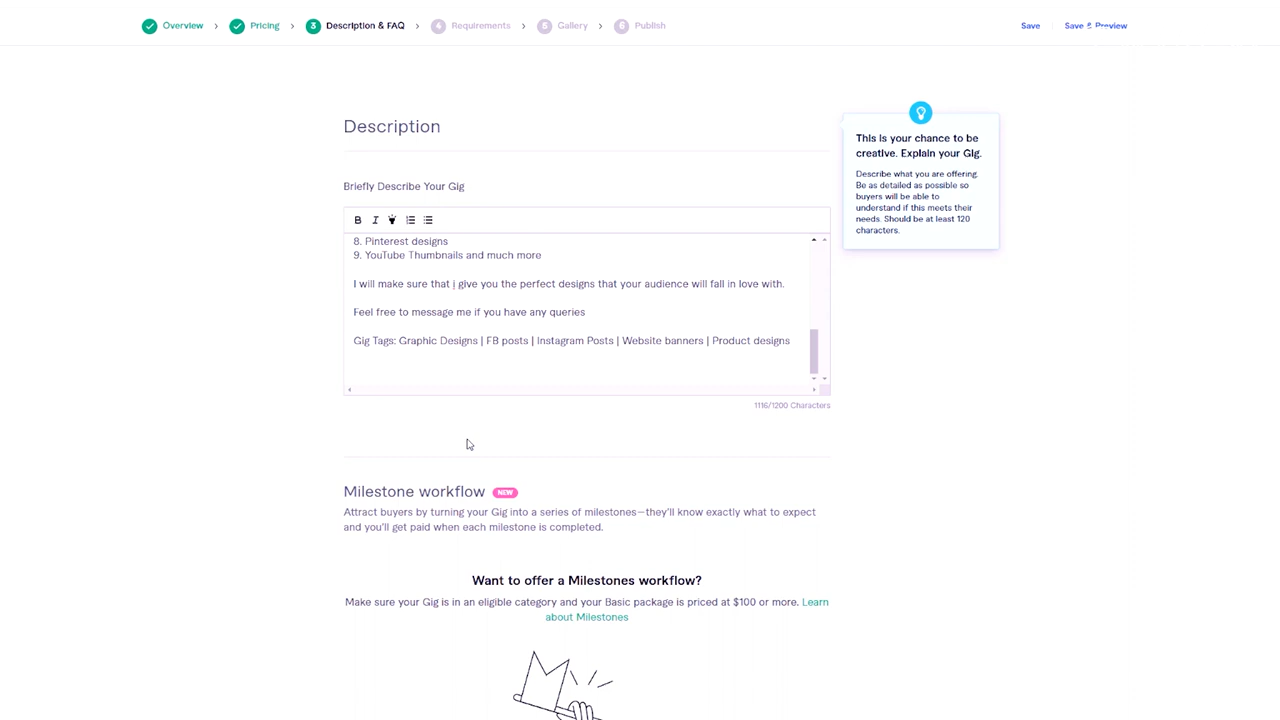 Overview > Pricing > 3 Description & FAQ > 4 Requirements > 5 Gallery > 6 Publish
Save Save & Preview
Description
This is your chance to be
creative. Explain your Gig.
Describe what you are offering.
Be as detailed as possible so
buyers will be able to
understand if this meets their
needs. Should be at least 120
characters.
Briefly Describe Your Gig
B I
8. Pinterest designs
9. YouTube Thumbnails and much more
I will make sure that i give you the perfect designs that your audience will fall in love with.
Feel free to message me if you have any queries
Gig Tags: Graphic Designs | FB posts | Instagram Posts | Website banners | Product designs
1116/1200 Characters
Milestone workflow NEW
Attract buyers by turning your Gig into a series of milestones—they'll know exactly what to expect
and you'll get paid when each milestone is completed.
Want to offer a Milestones workflow?
Make sure your Gig is in an eligible category and your Basic package is priced at $100 or more. Learn
about Milestones